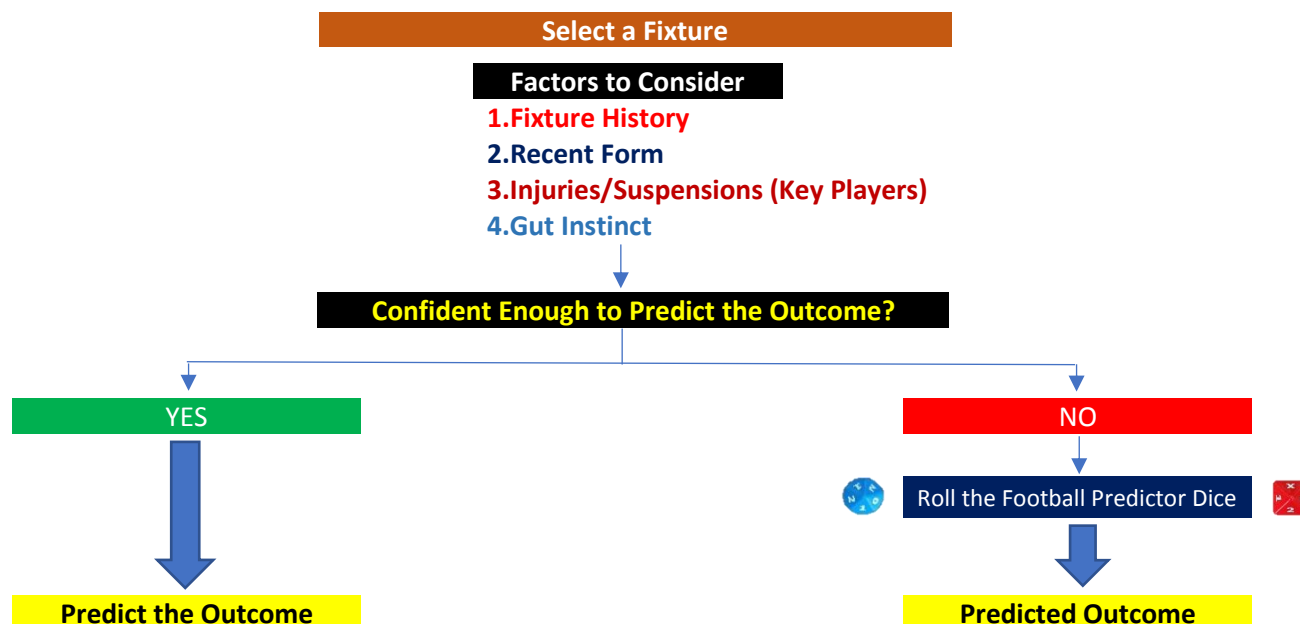 Select a Fixture
Factors to Consider
1.Fixture History
2.Recent Form
3.Injuries/Suspensions (Key Players)
4.Gut Instinct
Confident Enough to Predict the Outcome?
YES
NO
Roll the Football Predictor Dice
Predict the Outcome
Predicted Outcome